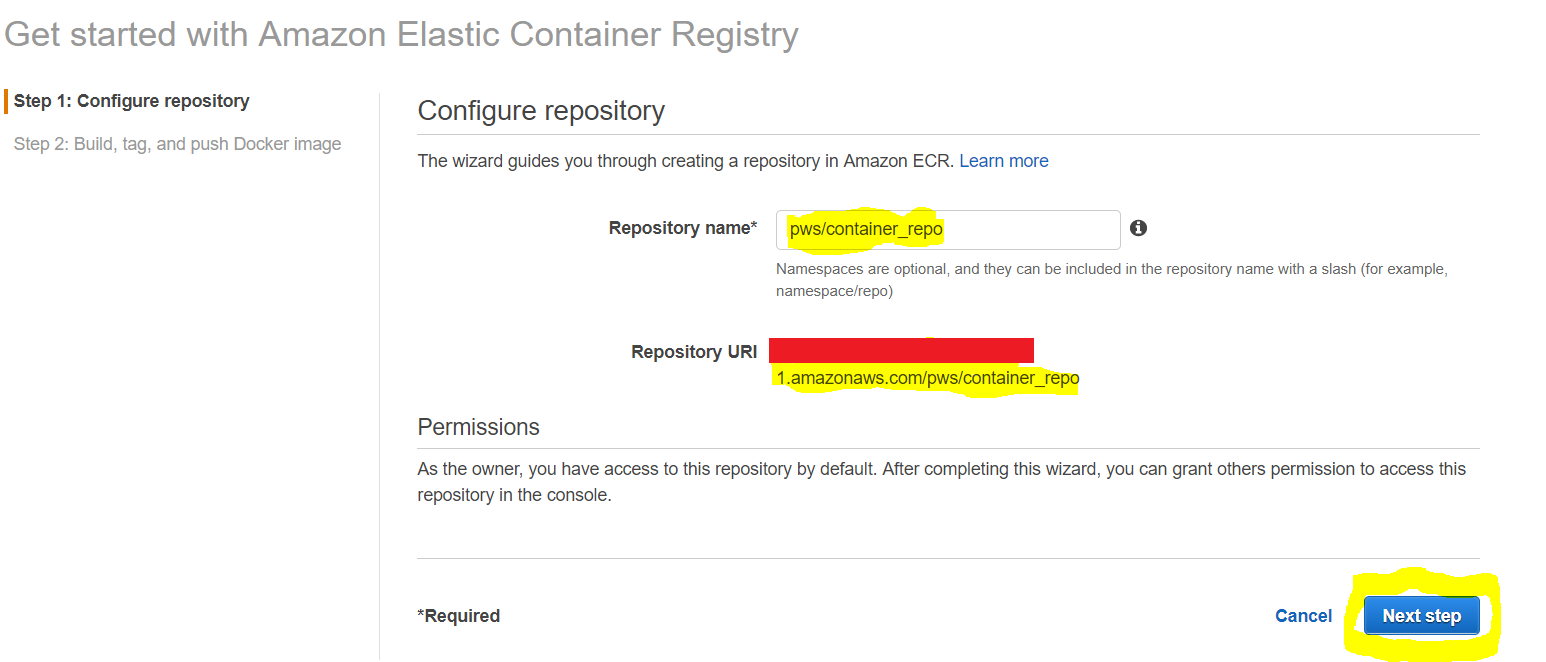 Get started with Amazon Elastic Container Registry
Step 1: Configure repository
Step 2: Build, tag, and push Docker image
Configure repository
The wizard guides you through creating a repository in Amazon ECR. Learn more
Repository name* pws/container_repo
Namespaces are optional, and they can be included in the repository name with a slash (for example,
namespace/repo)
Repository URI
1.amazonaws.com/pws/container_repo
Permissions
As the owner, you have access to this repository by default. After completing this wizard, you can grant others permission to access this
repository in the console.
*Required Cancel Next step